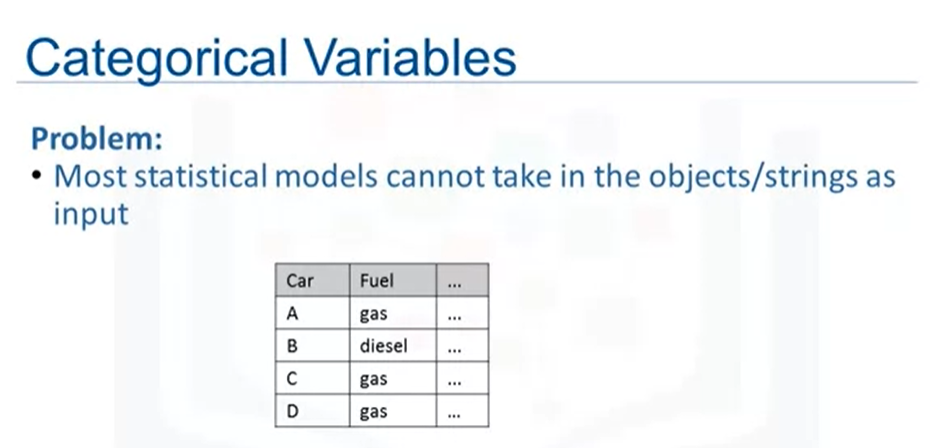 Categorical Variables
Problem:
• Most statistical models cannot take in the objects/strings as
input
Car Fuel ...
A gas ...
B diesel ...
C gas ...
D gas ...